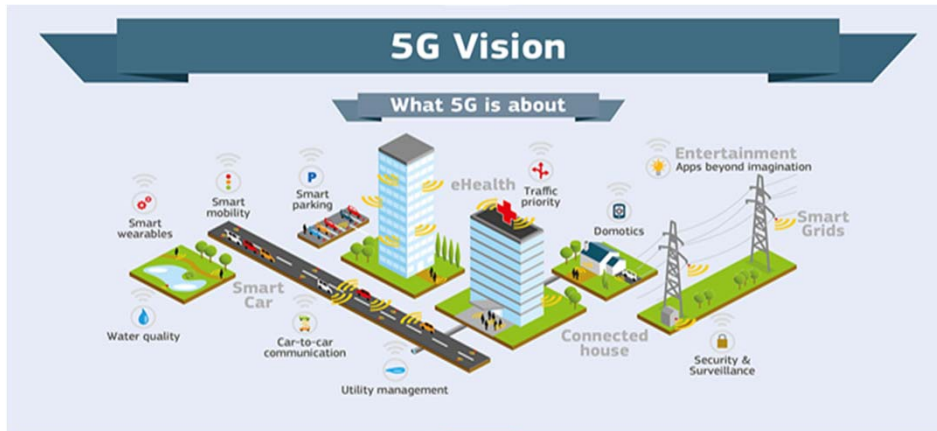 5G Vision
What 5G is about
Smart
wearables
Smart
mobility
P
Smart
parking
eHealth
Traffic
priority
Domotics
Entertainment
Apps beyond imagination
Smart
Grids
Smart
Car
Water quality
Car-to-car
communication
Utility management
Connected
house
Security &
Surveillance